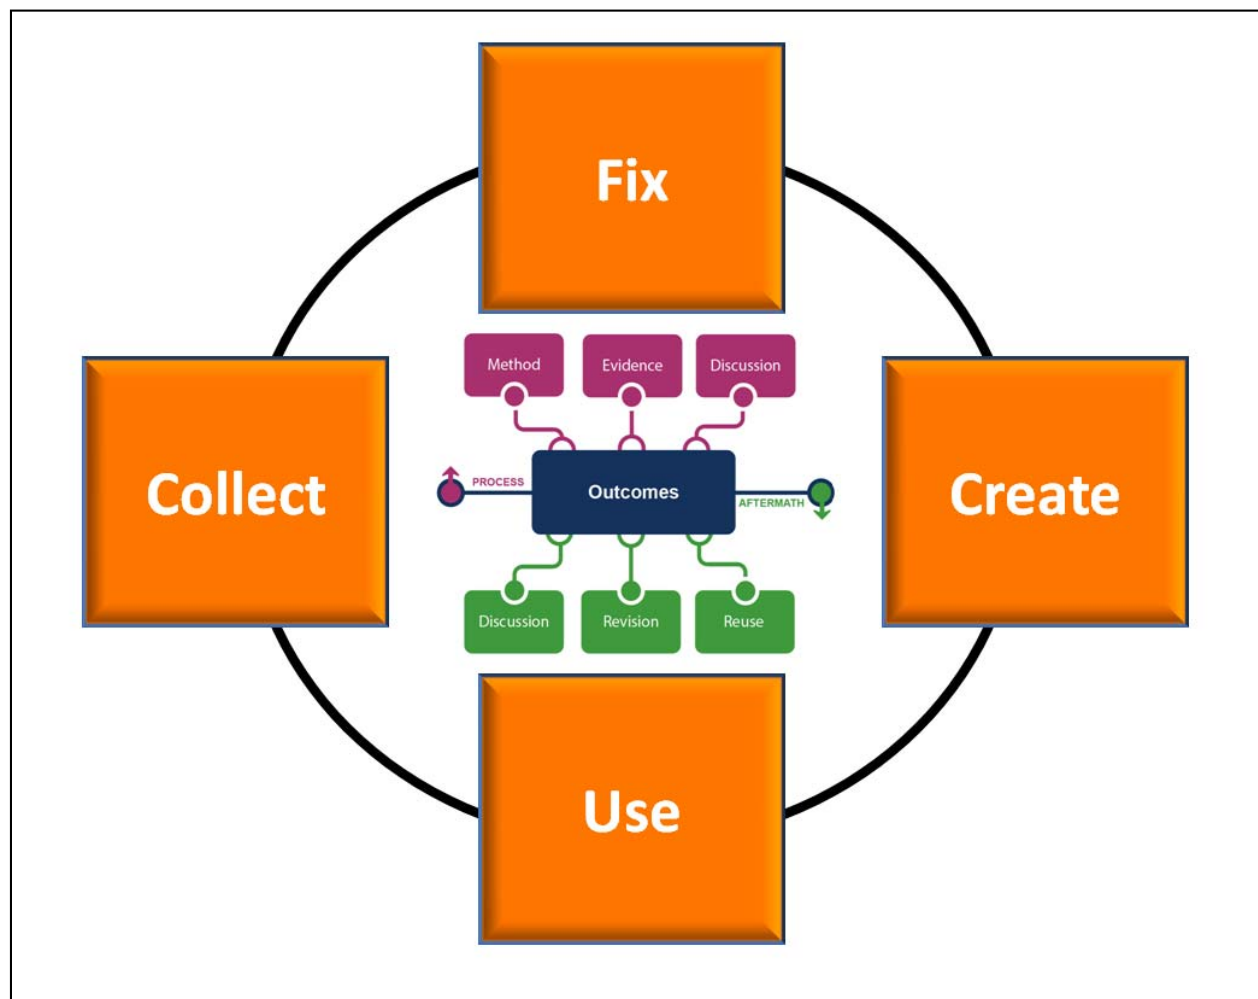 Fix
Method
Evidence
Discussion
Collect
PROCESS
Outcomes
AFTERMATH
Create
Discussion
Revision
Reuse
Use